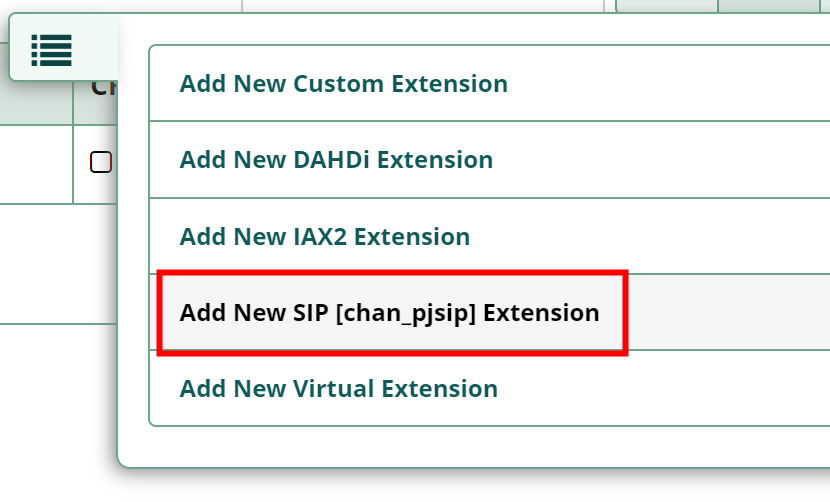 Add New Custom Extension
Add New DAHDi Extension
Add New IAX2 Extension
Add New SIP [chan_pjsip] Extension
Add New Virtual Extension